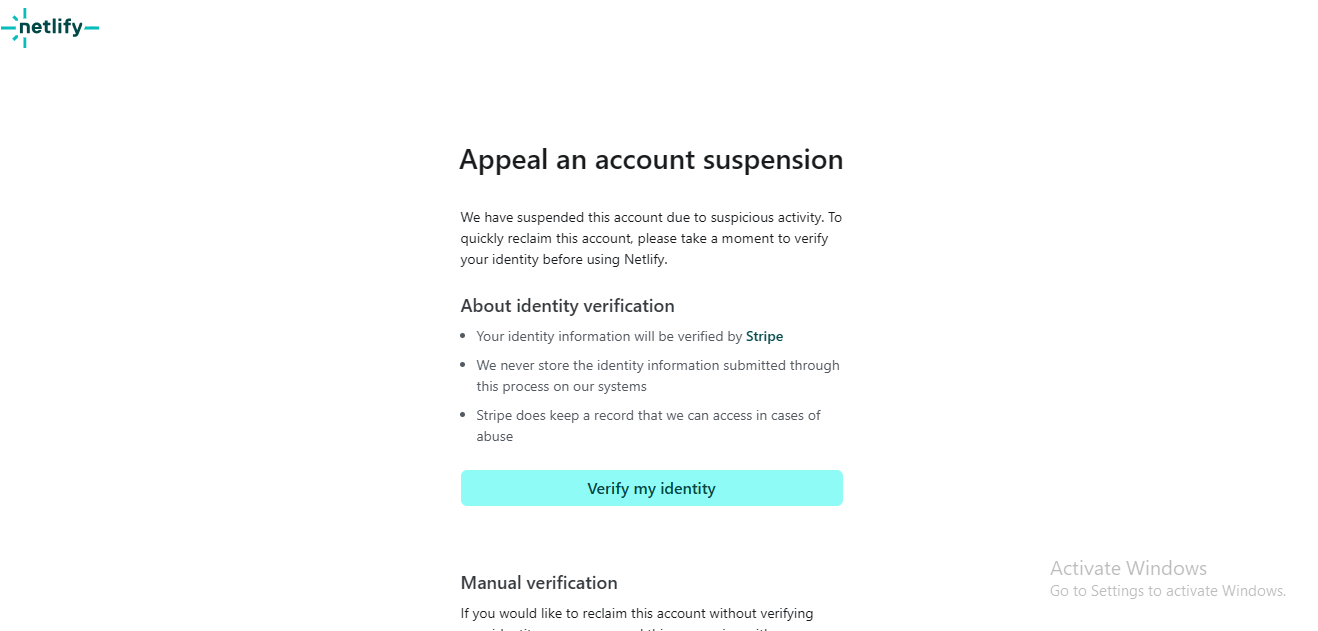 netlify
Appeal an account suspension
We have suspended this account due to suspicious activity. To
quickly reclaim this account, please take a moment to verify
your identity before using Netlify.
About identity verification
• Your identity information will be verified by Stripe
• We never store the identity information submitted through
this process on our systems
• Stripe does keep a record that we can access in cases of
abuse
Verify my identity
Manual verification
If you would like to reclaim this account without verifying
Activate Windows
Go to Settings to activate Windows.